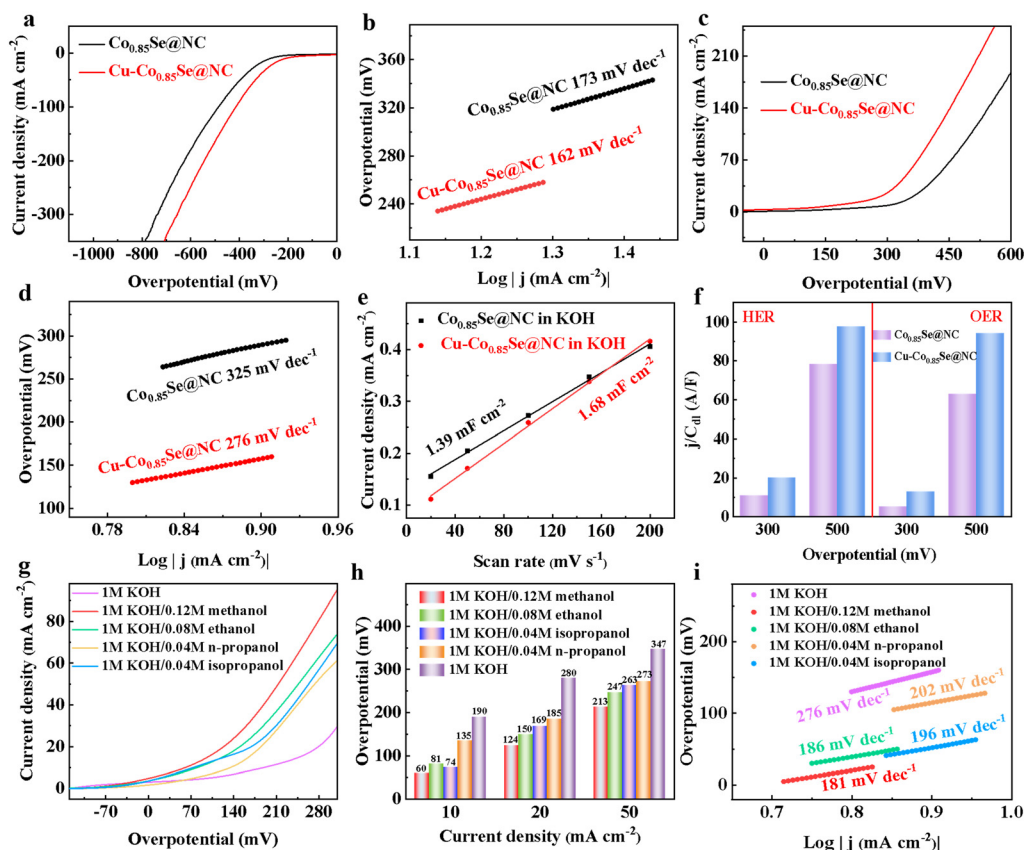 a
Co0.85Se@NC
Cu-Co0.85Se@NC
Current density (mA cm-2)
0
-100
-200
-300
-1000 -800 -600 -400 -200 0
Overpotential (mV)
b
Co0.85Se@NC 173 mV dec-1
Cu-Co0.85Se@NC 162 mV dec-1
Overpotential (mV)
360
320
280
240
1.1 1.2 1.3 1.4
Log | j (mA cm-2)|
c
Co0.85Se@NC
Cu-Co0.85Se@NC
Current density (mA cm-2)
210
140
70
0
0 150 300 450 600
Overpotential (mV)
d
Co0.85Se@NC 325 mV dec-1
Cu-Co0.85Se@NC 276 mV dec-1
Overpotential (mV)
300
250
200
150
100
0.78 0.84 0.90 0.96
Log | j (mA cm-2)|
e
Co0.85Se@NC in KOH
Cu-Co0.85Se@NC in KOH
1.39 mF cm-2
1.68 mF cm-2
Current density (mA cm-2)
0.4
0.3
0.2
0.1
0 40 80 120 160 200
Scan rate (mV s-1)
f
HER
OER
Co0.85Se@NC
Cu-Co0.85Se@NC
j/Cdl (A/F)
100
80
60
40
20
0
300 500 300 500
Overpotential (mV)
g
1M KOH
1M KOH/0.12M methanol
1M KOH/0.08M ethanol
1M KOH/0.04M n-propanol
1M KOH/0.04M isopropanol
Current density (mA cm-2)
80
60
40
20
0
-70 0 70 140 210 280
Overpotential (mV)
h
1M KOH/0.12M methanol
1M KOH/0.08M ethanol
1M KOH/0.04M isopropanol
1M KOH/0.04M n-propanol
1M KOH
60 81 74 135 190
124 150 169 185 280
213 247 263 273 347
Overpotential (mV)
400
300
200
100
0
10 20 50
Current density (mA cm-2)
i
1M KOH
1M KOH/0.12M methanol
1M KOH/0.08M ethanol
1M KOH/0.04M n-propanol
1M KOH/0.04M isopropanol
276 mV dec-1
202 mV dec-1
186 mV dec-1
196 mV dec-1
181 mV dec-1
Overpotential (mV)
200
100
0
0.7 0.8 0.9 1.0
Log | j (mA cm-2)|